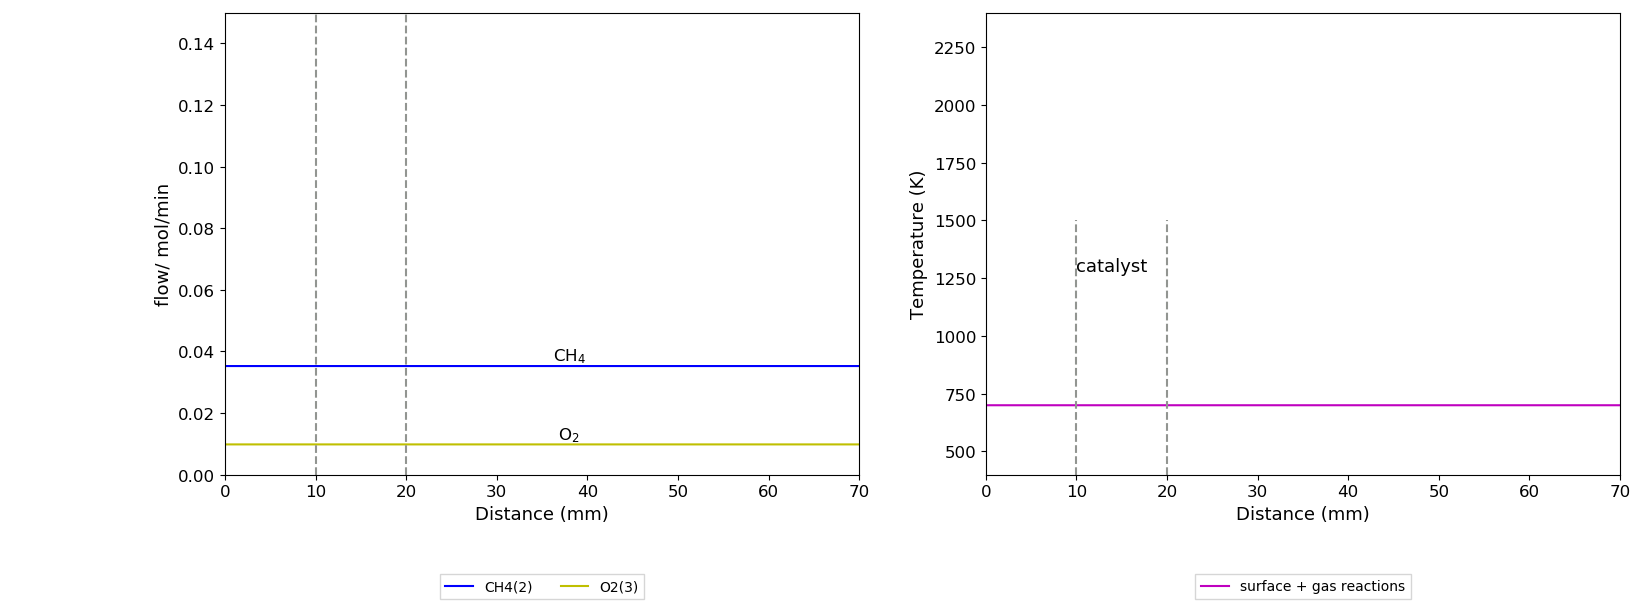 flow/ mol/min
0.14
0.12
0.10
0.08
0.06
0.04
0.02
0.00
CH₄
O₂
0 10 20 30 40 50 60 70
Distance (mm)
CH4(2) O2(3)
Temperature (K)
2250
2000
1750
1500
1250
1000
750
500
catalyst
0 10 20 30 40 50 60 70
Distance (mm)
surface + gas reactions